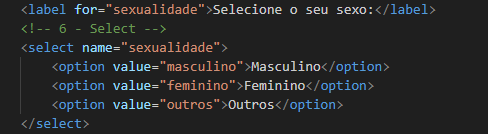 <label for="sexualidade">Selecione o seu sexo:</label>
<!-- 6 - Select -->
<select name="sexualidade">
    <option value="masculino">Masculino</option>
    <option value="feminino">Feminino</option>
    <option value="outros">Outros</option>
</select>